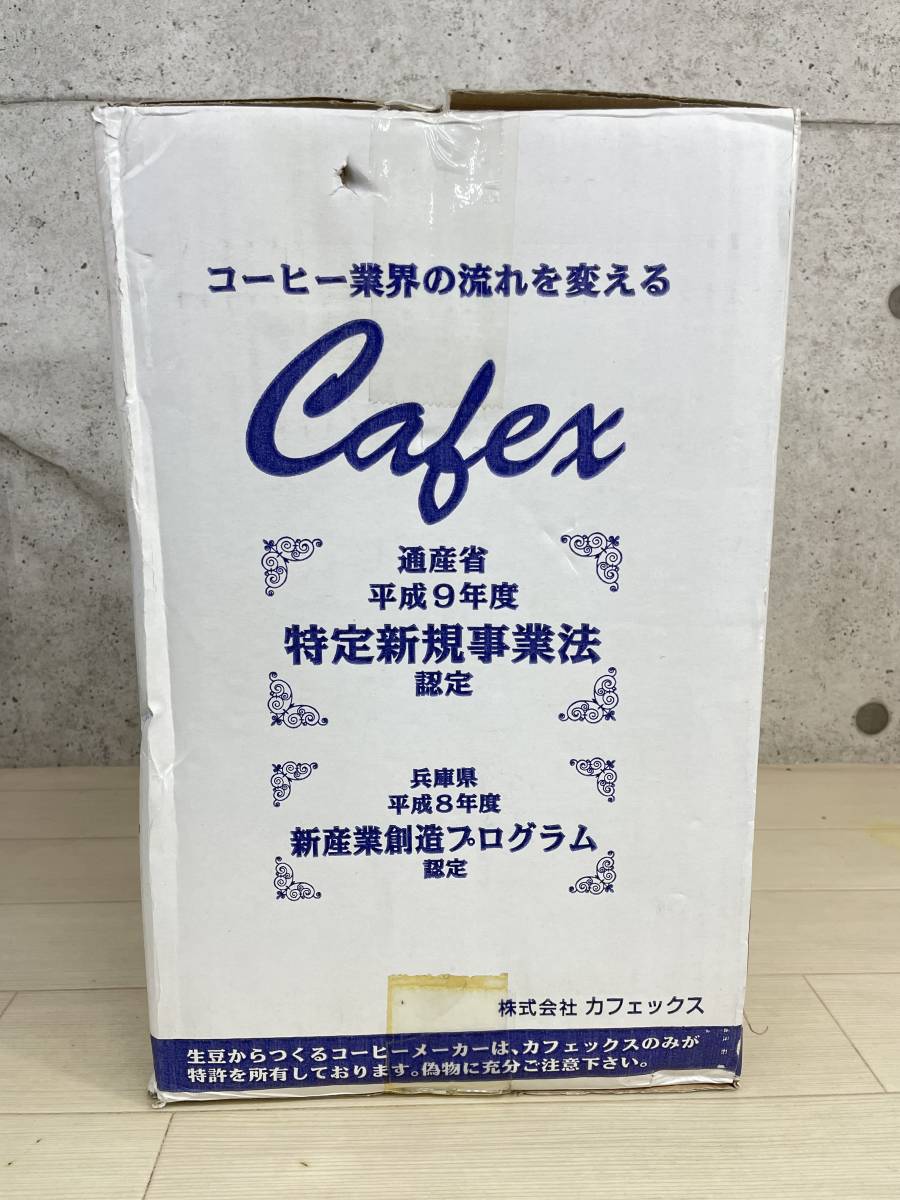 コーヒー業界の流れを変える
Cafex
通産省
平成9年度
特定新規事業法
認定
兵庫県
平成8年度
新産業創造プログラム
認定
株式会社 カフェックス
生豆からつくるコーヒーメーカーは、カフェックスのみが
特許を所有しております。偽物に充分ご注意下さい。